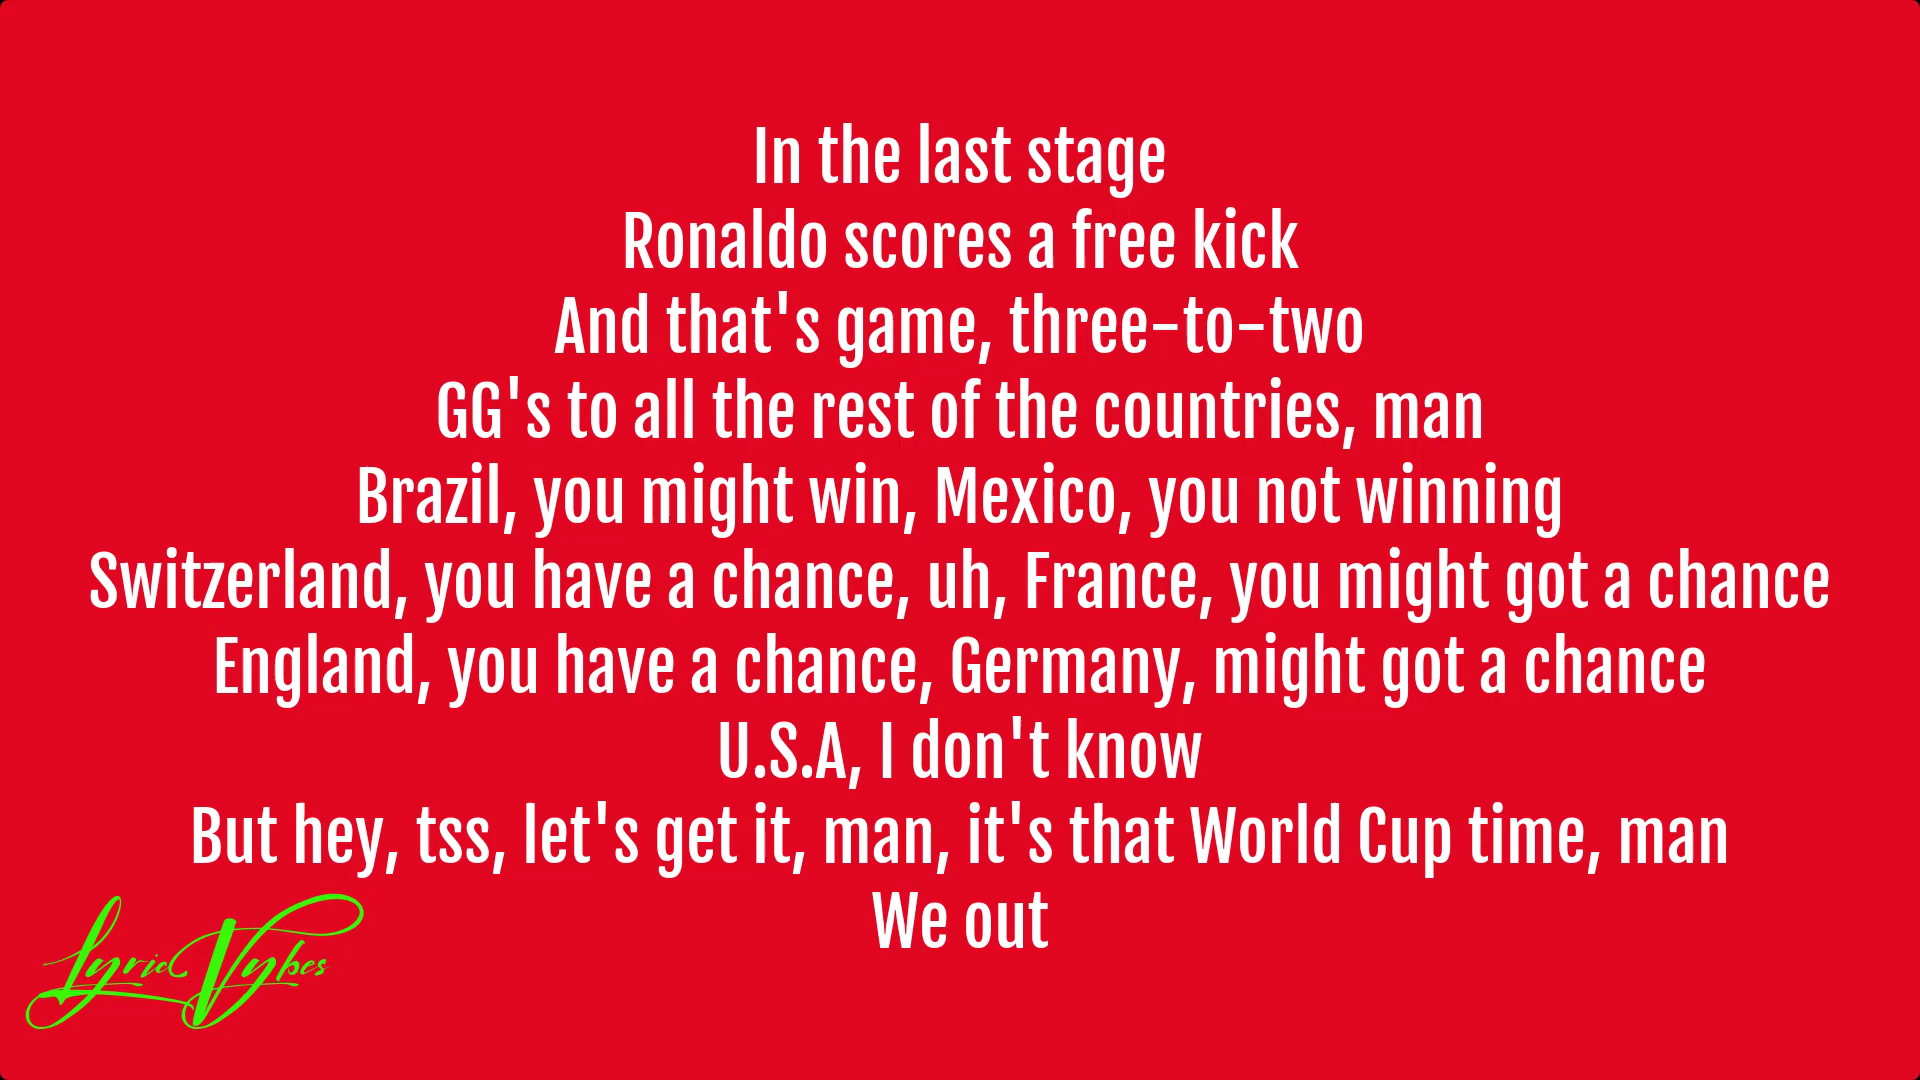 In the last stage
Ronaldo scores a free kick
And that's game, three-to-two
GG's to all the rest of the countries, man
Brazil, you might win, Mexico, you not winning
Switzerland, you have a chance, uh, France, you might got a chance
England, you have a chance, Germany, might got a chance
U.S.A, I don't know
But hey, tss, let's get it, man, it's that World Cup time, man
We out
Lyric Vybes